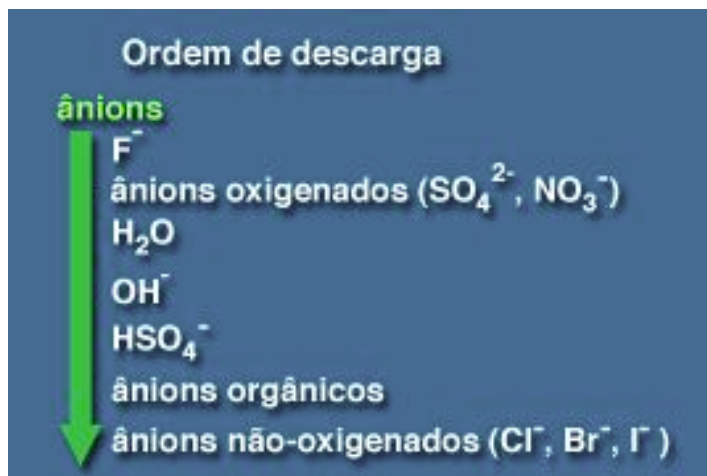 Ordem de descarga
ânions
F⁻
ânions oxigenados (SO₄²⁻, NO₃⁻)
H₂O
OH⁻
HSO₄⁻
ânions orgânicos
ânions não-oxigenados (Cl⁻, Br⁻, I⁻ )